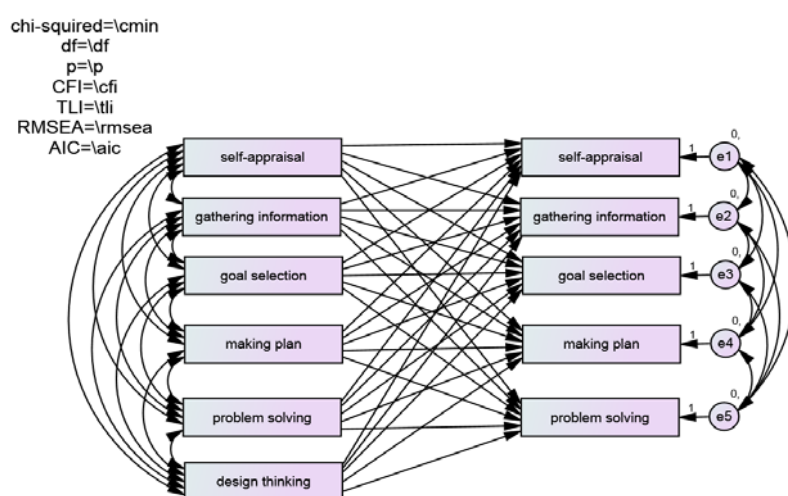 chi-squired=\cmin
df=\df
p=\p
CFI=\cfi
TLI=\tli
RMSEA=\rmsea
AIC=\aic
self-appraisal
gathering information
goal selection
making plan
problem solving
design thinking
self-appraisal
gathering information
goal selection
making plan
problem solving
0,
1
e1
0,
1
e2
0,
1
e3
0,
1
e4
0,
1
e5